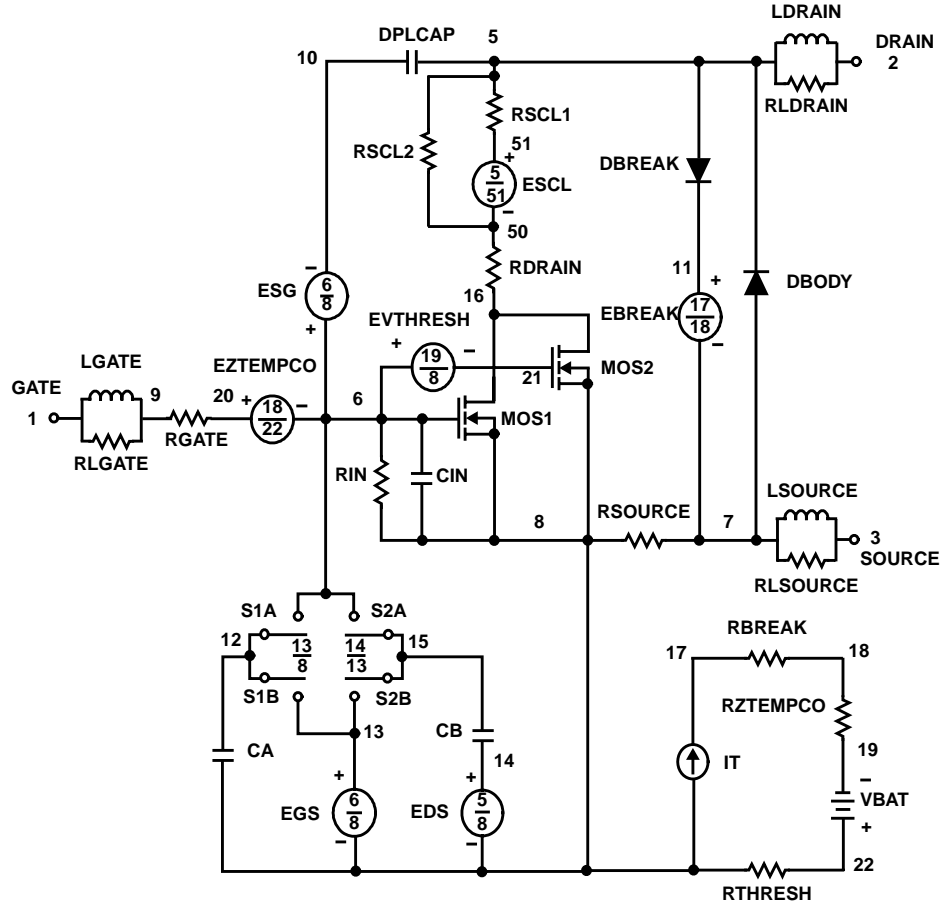 LDRAIN
DPLCAP
5
DRAIN
2
10
RLDRAIN
RSCL1
51
RSCL2
+
5
51
ESCL
−
DBREAK
50
RDRAIN
−
6
8
ESG
+
16
11
+
17
18
EBREAK
−
DBODY
EVTHRESH
+
19
8
−
21
MOS2
LGATE
GATE
1
9
RLGATE
RGATE
20
EZTEMPCO
+
18
22
−
6
MOS1
RIN
CIN
8
RSOURCE
7
LSOURCE
3
SOURCE
RLSOURCE
S1A
S2A
12
13
8
14
13
15
S1B
S2B
13
CA
CB
14
+
6
8
EGS
−
+
5
8
EDS
−
RBREAK
17
18
RZTEMPCO
IT
19
−
VBAT
+
22
RTHRESH